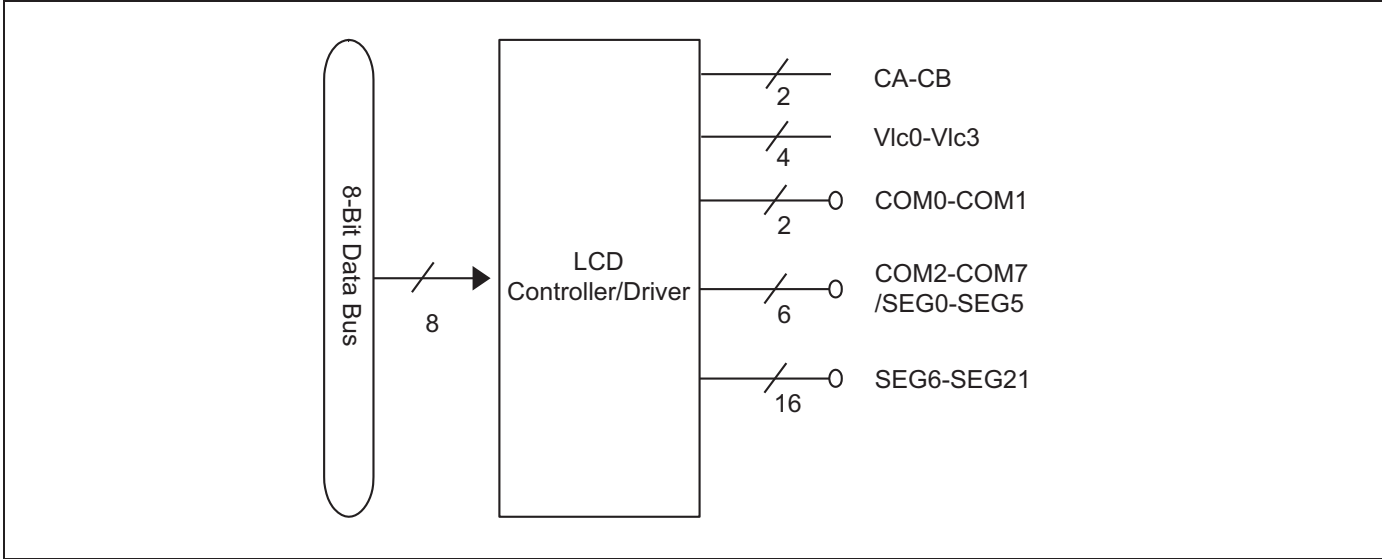 8-Bit Data Bus
8
LCD
Controller/Driver
CA-CB
2
Vlc0-Vlc3
4
COM0-COM1
2
COM2-COM7
/SEG0-SEG5
6
SEG6-SEG21
16